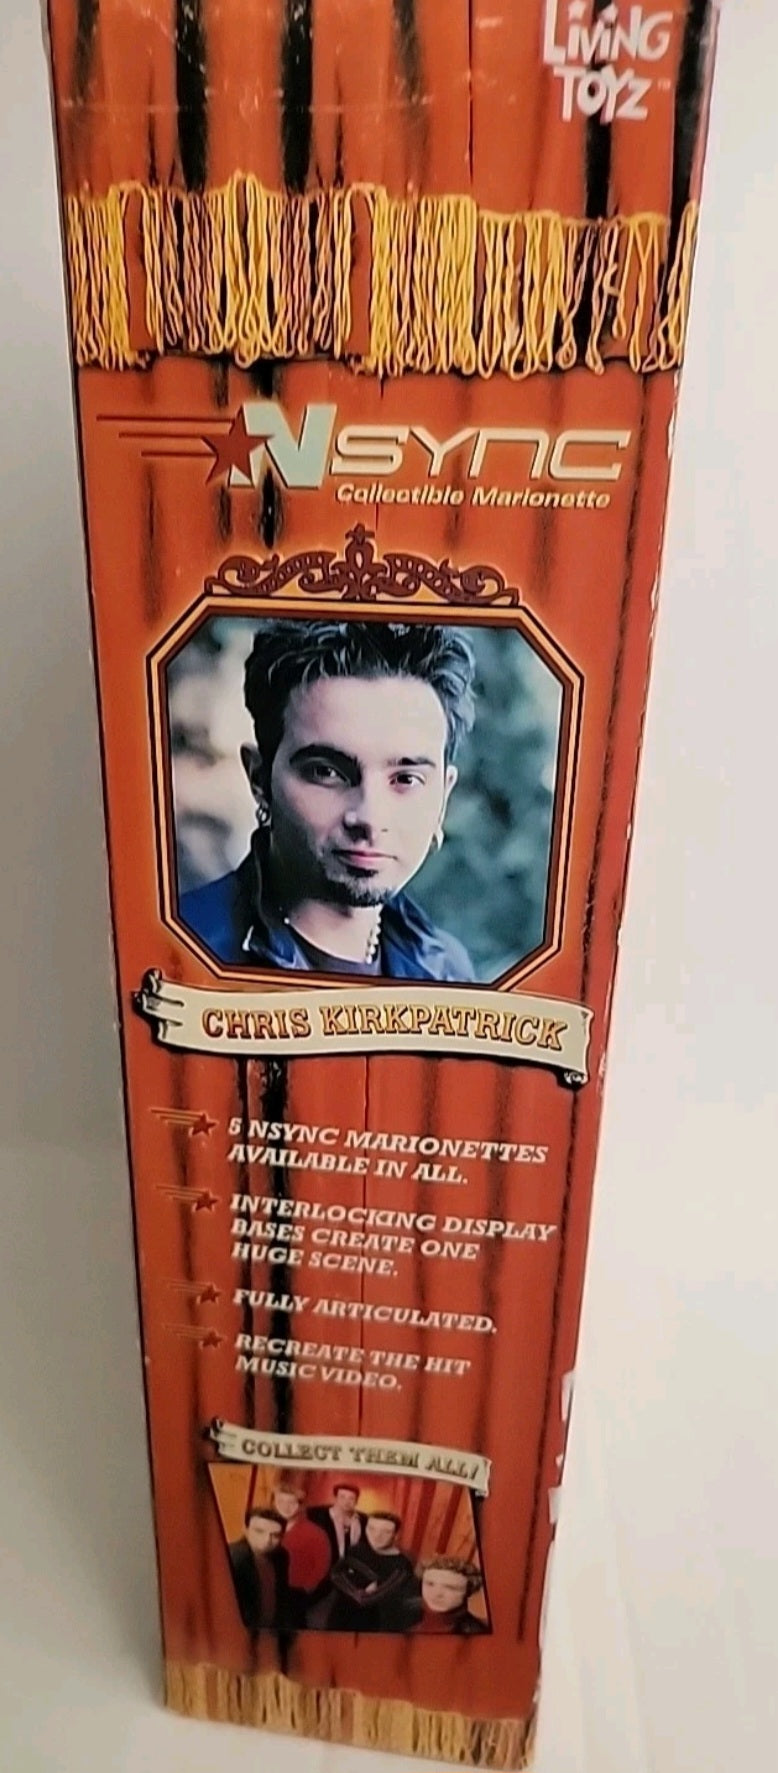 LiViNG
TOYZ™
NSYNC
Collectible Marionette
CHRIS KIRKPATRICK
5 NSYNC MARIONETTES
AVAILABLE IN ALL.
INTERLOCKING DISPLAY
BASES CREATE ONE
HUGE SCENE.
FULLY ARTICULATED.
RECREATE THE HIT
MUSIC VIDEO.
COLLECT THEM ALL!